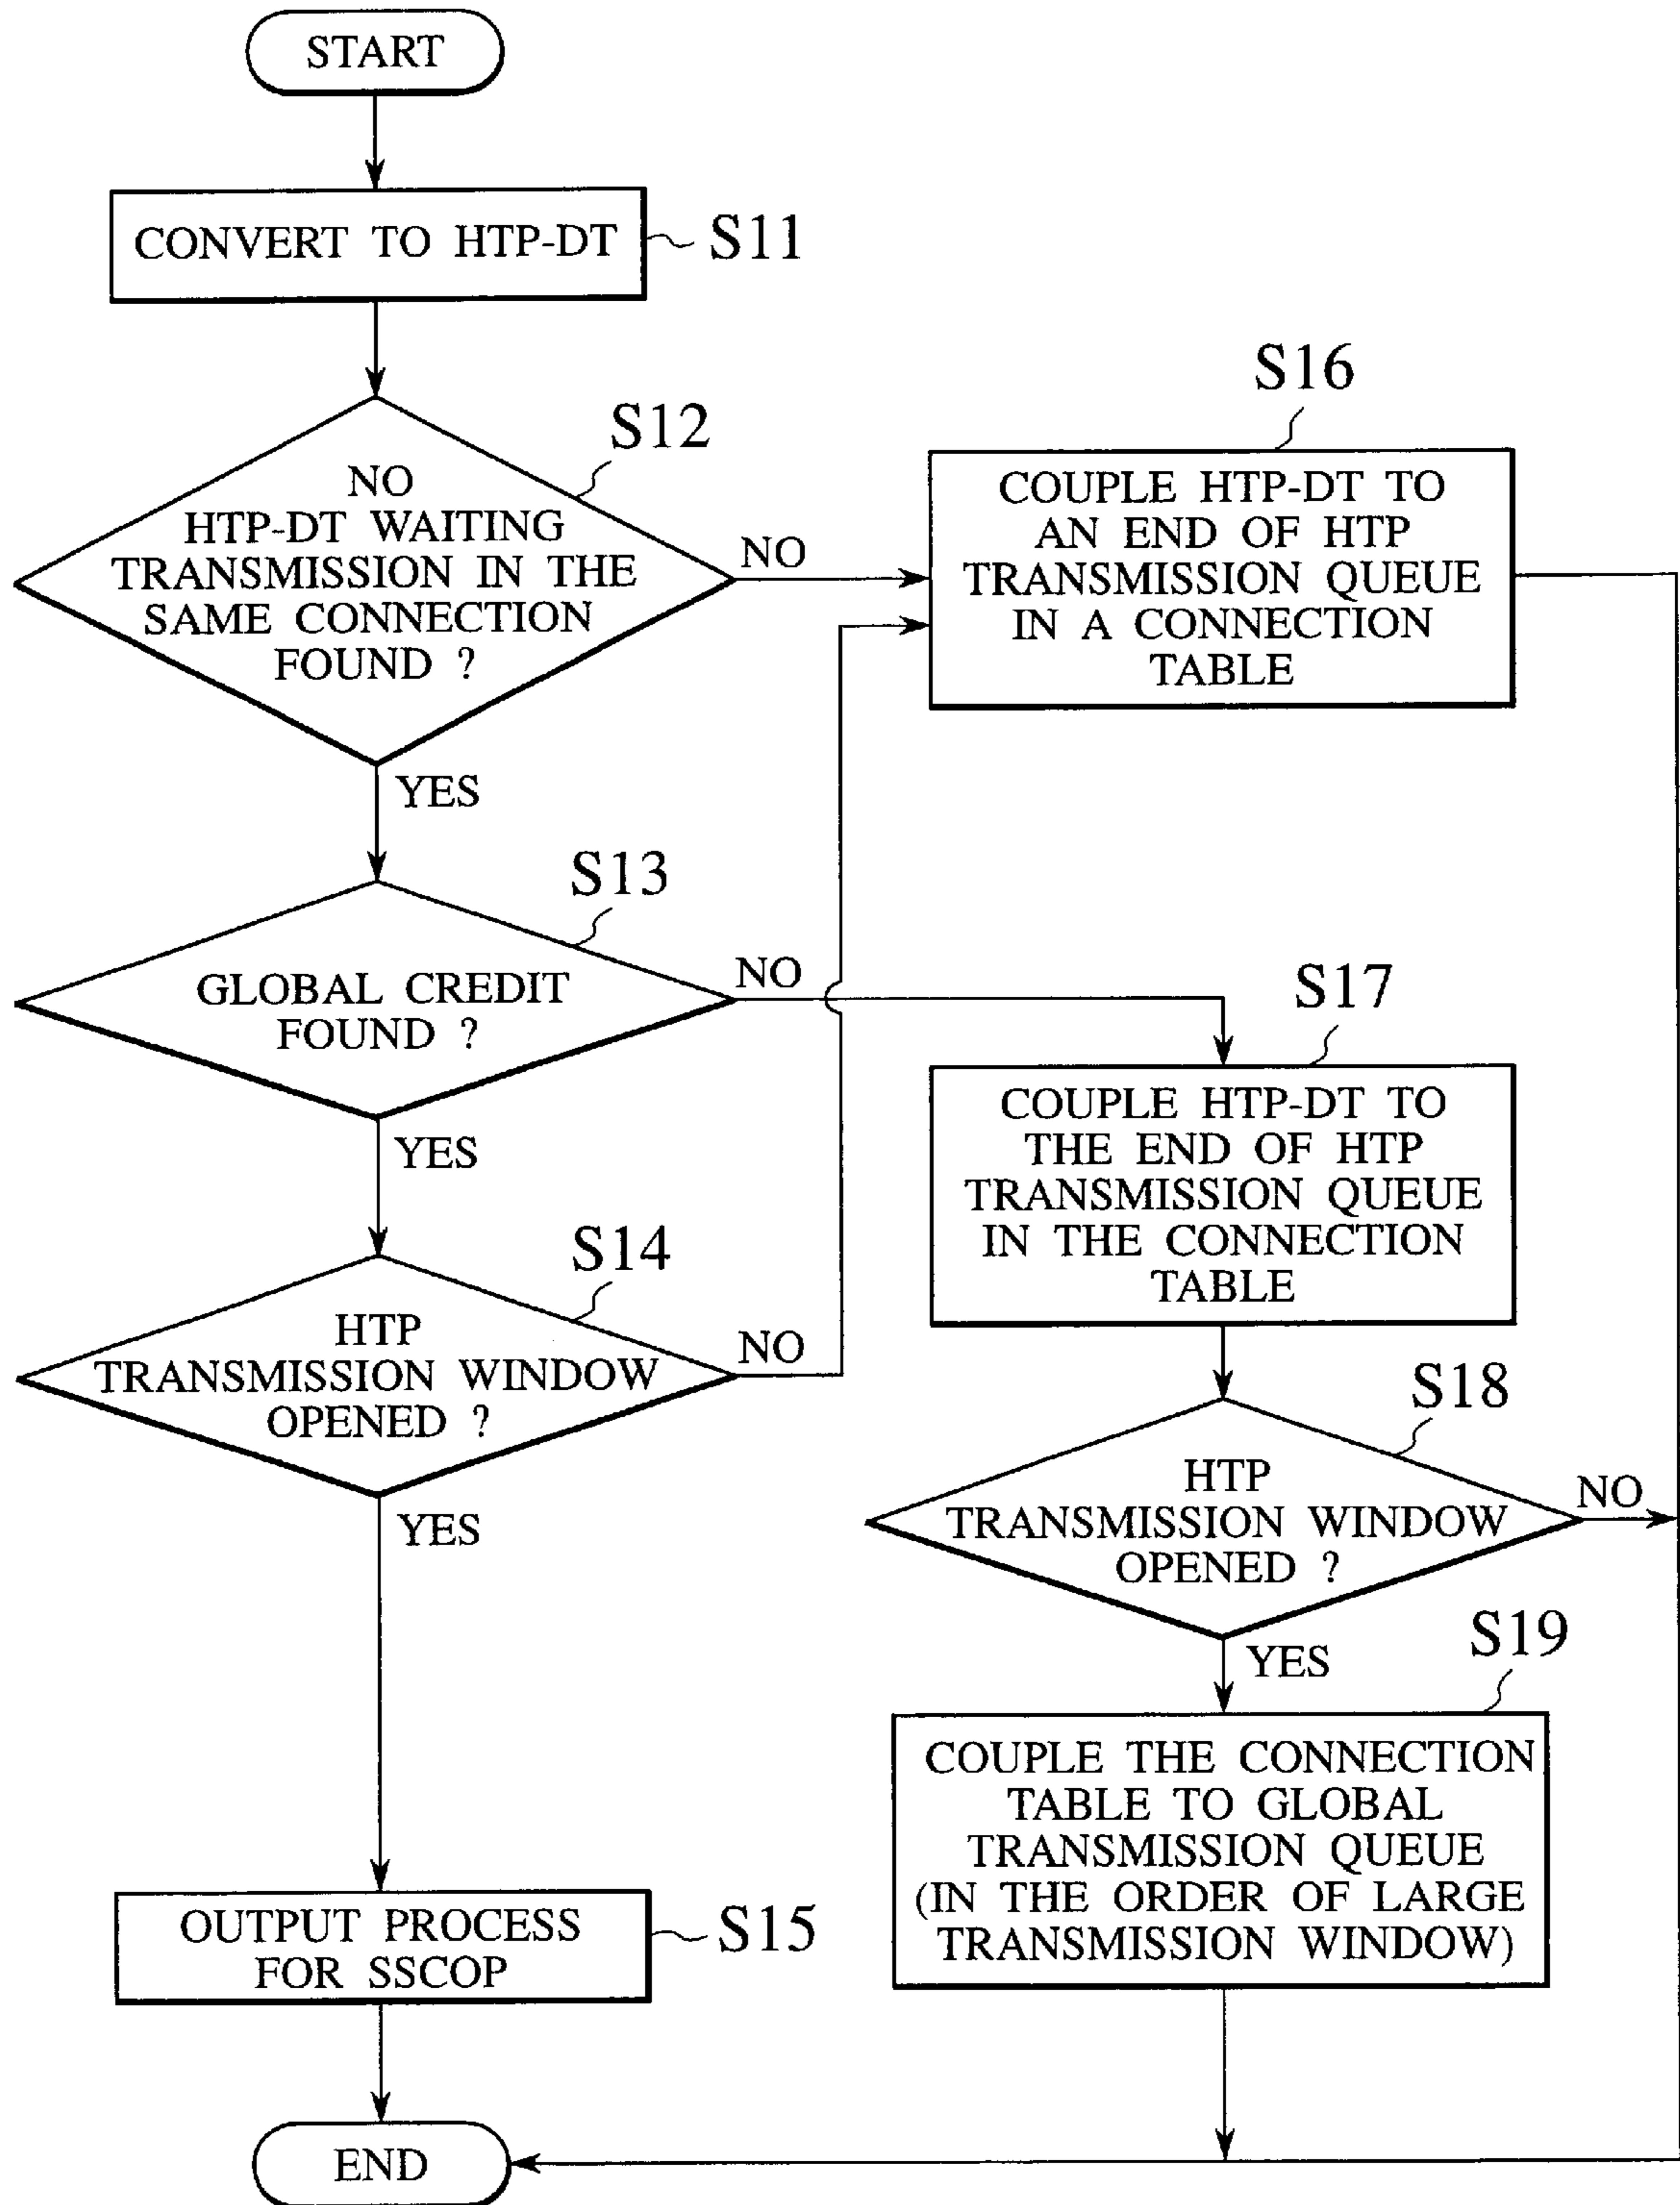 START
CONVERT TO HTP-DT
S11
S12
NO
HTP-DT WAITING
TRANSMISSION IN THE
SAME CONNECTION
FOUND ?
NO
YES
S16
COUPLE HTP-DT TO
AN END OF HTP
TRANSMISSION QUEUE
IN A CONNECTION
TABLE
S13
GLOBAL CREDIT
FOUND ?
NO
YES
S17
COUPLE HTP-DT TO
THE END OF HTP
TRANSMISSION QUEUE
IN THE CONNECTION
TABLE
S14
HTP
TRANSMISSION WINDOW
OPENED ?
NO
YES
S18
HTP
TRANSMISSION WINDOW
OPENED ?
NO
YES
S19
COUPLE THE CONNECTION
TABLE TO GLOBAL
TRANSMISSION QUEUE
(IN THE ORDER OF LARGE
TRANSMISSION WINDOW)
OUTPUT PROCESS
FOR SSCOP
S15
END